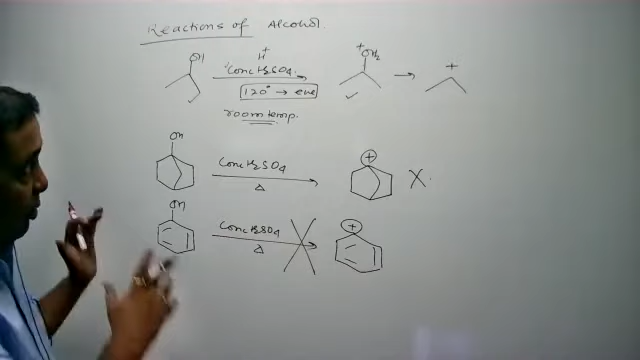 Reactions of Alcohol.
OH H+ Conc H2SO4 +OH2 +
120° → ene
room temp.
OH Conc H2SO4 Δ + X
OH Conc H2SO4 Δ +